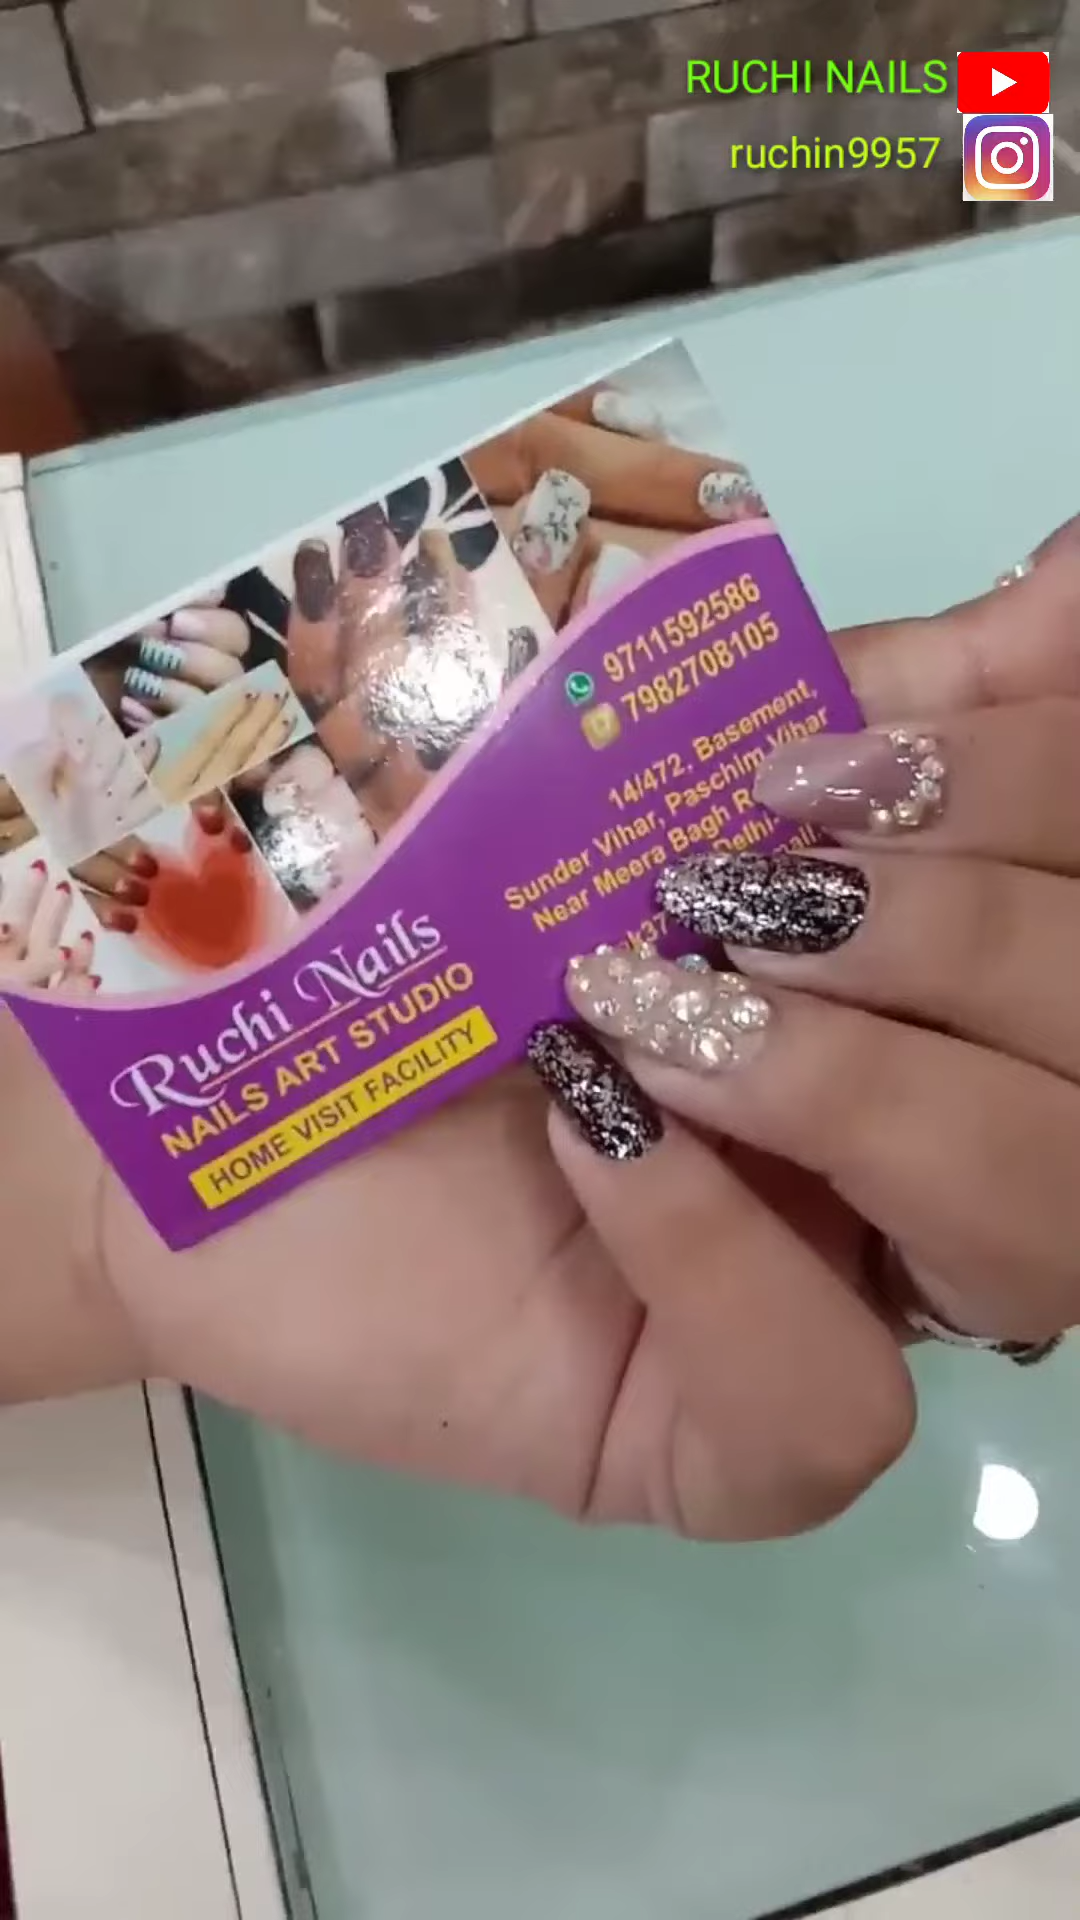 RUCHI NAILS
ruchin9957
9711592586
7982708105
14/472, Basement,
Sunder Vihar, Paschim Vihar
Near Meera Bagh
Delhi-
Ruchi Nails
NAILS ART STUDIO
HOME VISIT FACILITY